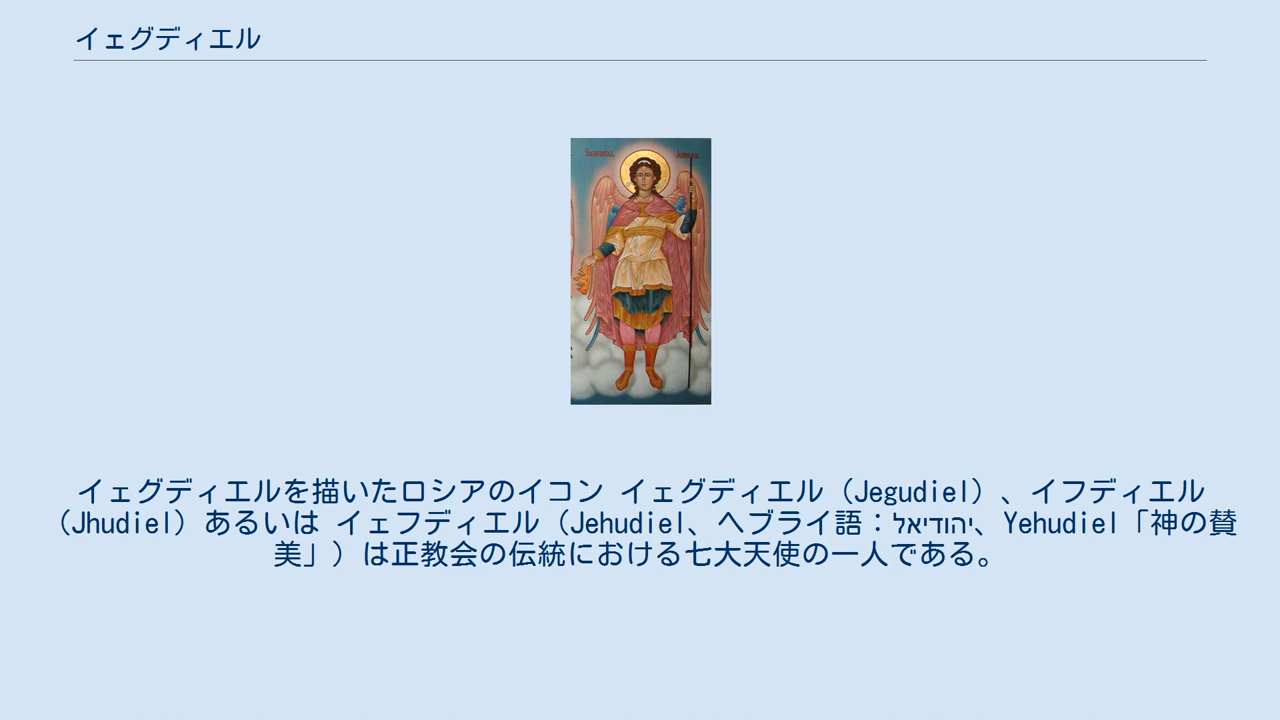 イェグディエル
イェグディエルを描いたロシアのイコン イェグディエル（Jegudiel）、イフディエル
（Jhudiel）あるいは イェフディエル（Jehudiel、ヘブライ語：יהודיאל、Yehudiel「神の賛
美」）は正教会の伝統における七大天使の一人である。